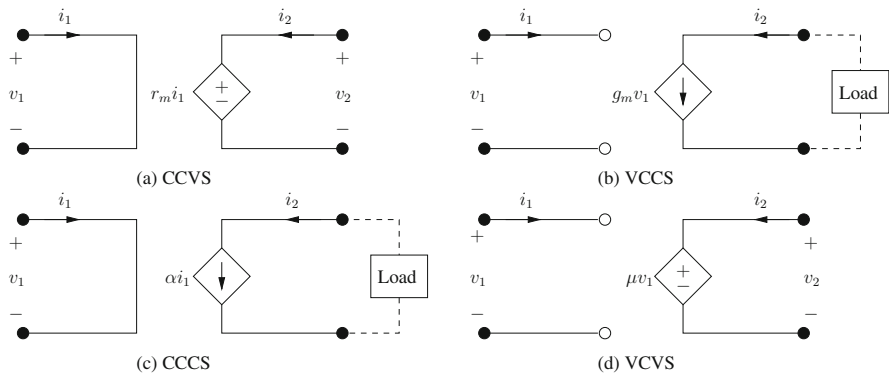 i₁ i₂ i₁ i₂
+ + +
v₁ rₘi₁ + − v₂ v₁ gₘv₁ Load
− − −
(a) CCVS (b) VCCS
i₁ i₂ i₁ i₂
+ + +
v₁ αi₁ Load v₁ μv₁ + − v₂
− − −
(c) CCCS (d) VCVS